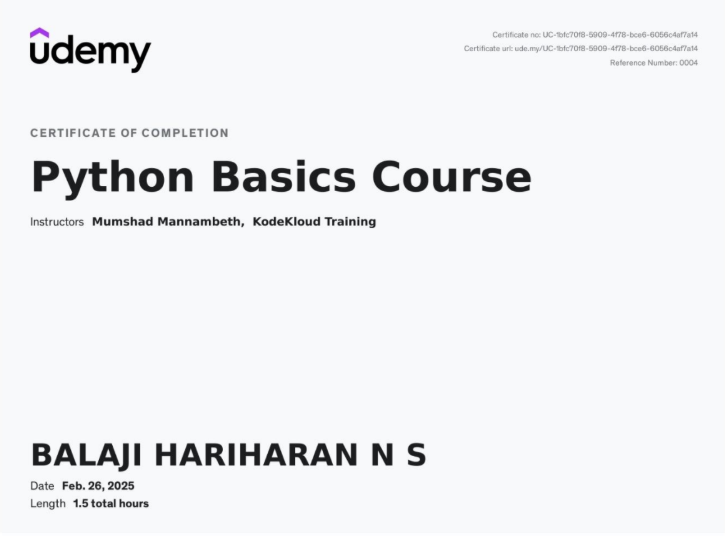 udemy
Certificate no: UC-1bfc70f8-5909-4f78-bce6-6056c4af7a14
Certificate url: ude.my/UC-1bfc70f8-5909-4f78-bce6-6056c4af7a14
Reference Number: 0004
CERTIFICATE OF COMPLETION
Python Basics Course
Instructors Mumshad Mannambeth, KodeKloud Training
BALAJI HARIHARAN N S
Date Feb. 26, 2025
Length 1.5 total hours